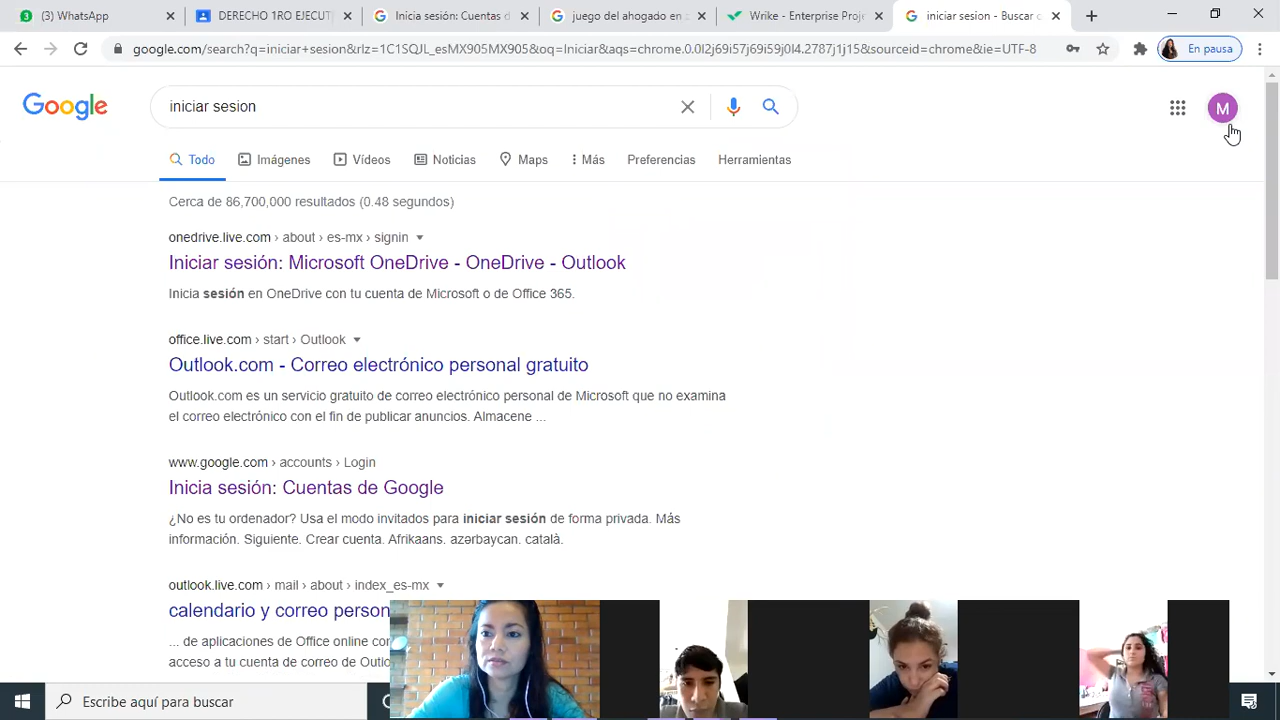 (3) WhatsApp
DERECHO 1RO EJECUT
Inicia sesión: Cuentas d
juego del ahogado en
Wrike - Enterprise Proj
iniciar sesion - Buscar c
google.com/search?q=iniciar+sesion&rlz=1C1SQJL_esMX905MX905&oq=Iniciar&aqs=chrome.0.0l2j69i57j69i59j0l4.2787j1j15&sourceid=chrome&ie=UTF-8
En pausa
Google
iniciar sesion
M
Todo
Imágenes
Vídeos
Noticias
Maps
Más
Preferencias
Herramientas
Cerca de 86,700,000 resultados (0.48 segundos)
onedrive.live.com › about › es-mx › signin
Iniciar sesión: Microsoft OneDrive - OneDrive - Outlook
Inicia sesión en OneDrive con tu cuenta de Microsoft o de Office 365.
office.live.com › start › Outlook
Outlook.com - Correo electrónico personal gratuito
Outlook.com es un servicio gratuito de correo electrónico personal de Microsoft que no examina
el correo electrónico con el fin de publicar anuncios. Almacene ...
www.google.com › accounts › Login
Inicia sesión: Cuentas de Google
¿No es tu ordenador? Usa el modo invitados para iniciar sesión de forma privada. Más
información. Siguiente. Crear cuenta. Afrikaans. azərbaycan. català.
outlook.live.com › mail › about › index_es-mx
calendario y correo person
... de aplicaciones de Office online co
acceso a tu cuenta de correo de Outlo
Escribe aquí para buscar